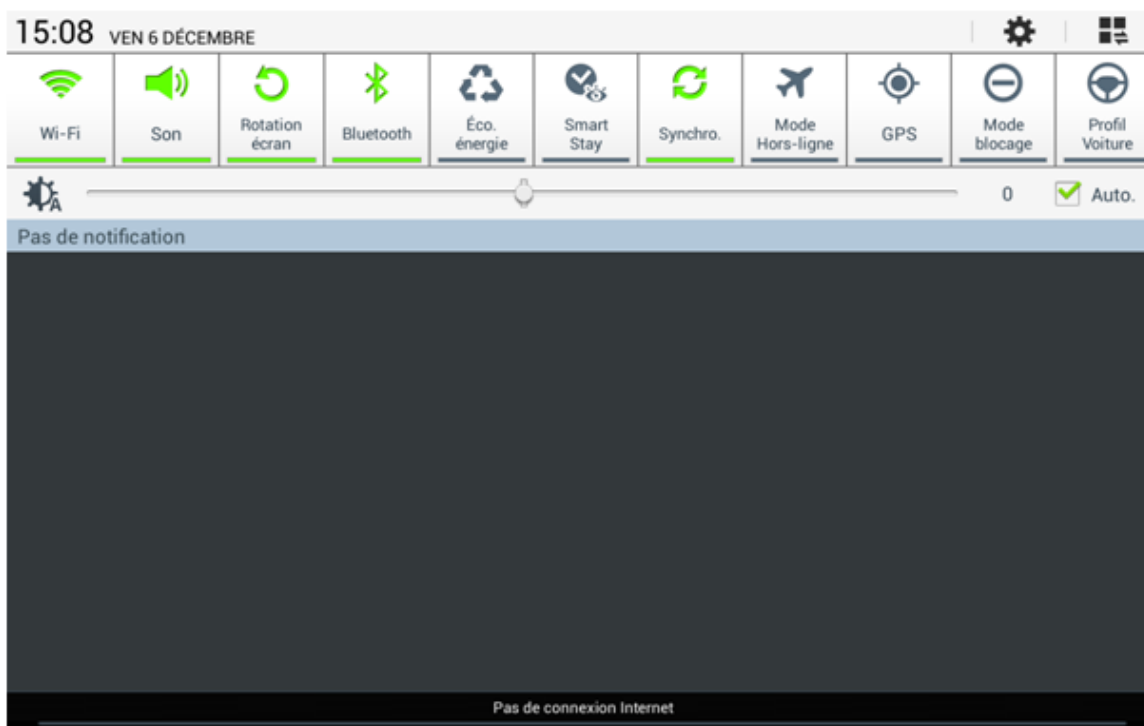 15:08 VEN 6 DÉCEMBRE
Wi-Fi
Son
Rotation
écran
Bluetooth
Éco.
énergie
Smart
Stay
Synchro.
Mode
Hors-ligne
GPS
Mode
blocage
Profil
Voiture
A
0 Auto.
Pas de notification
Pas de connexion Internet